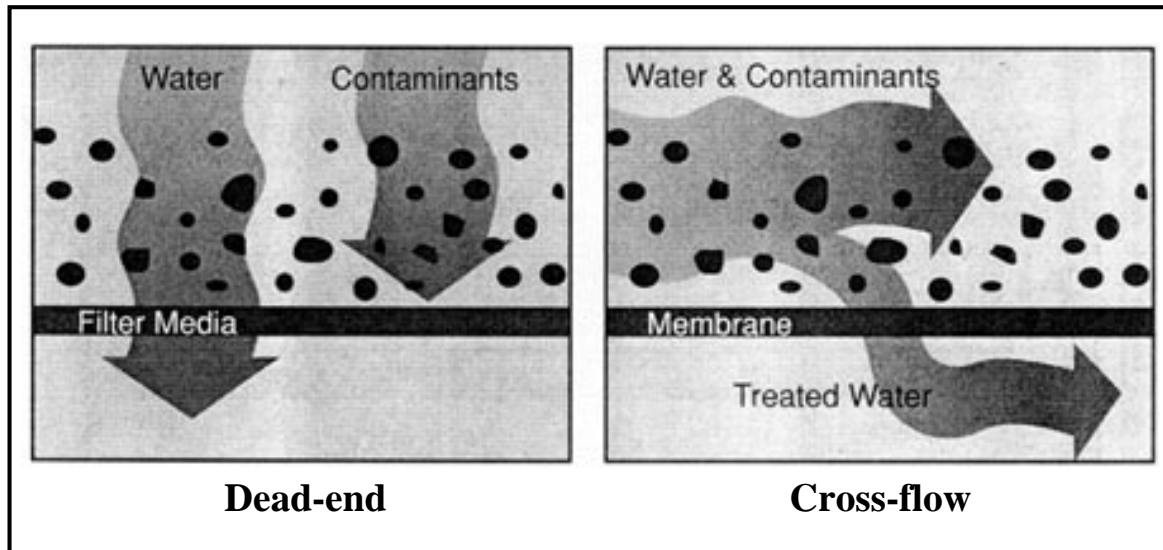 Water
Contaminants
Filter Media
Dead-end
Water & Contaminants
Membrane
Treated Water
Cross-flow